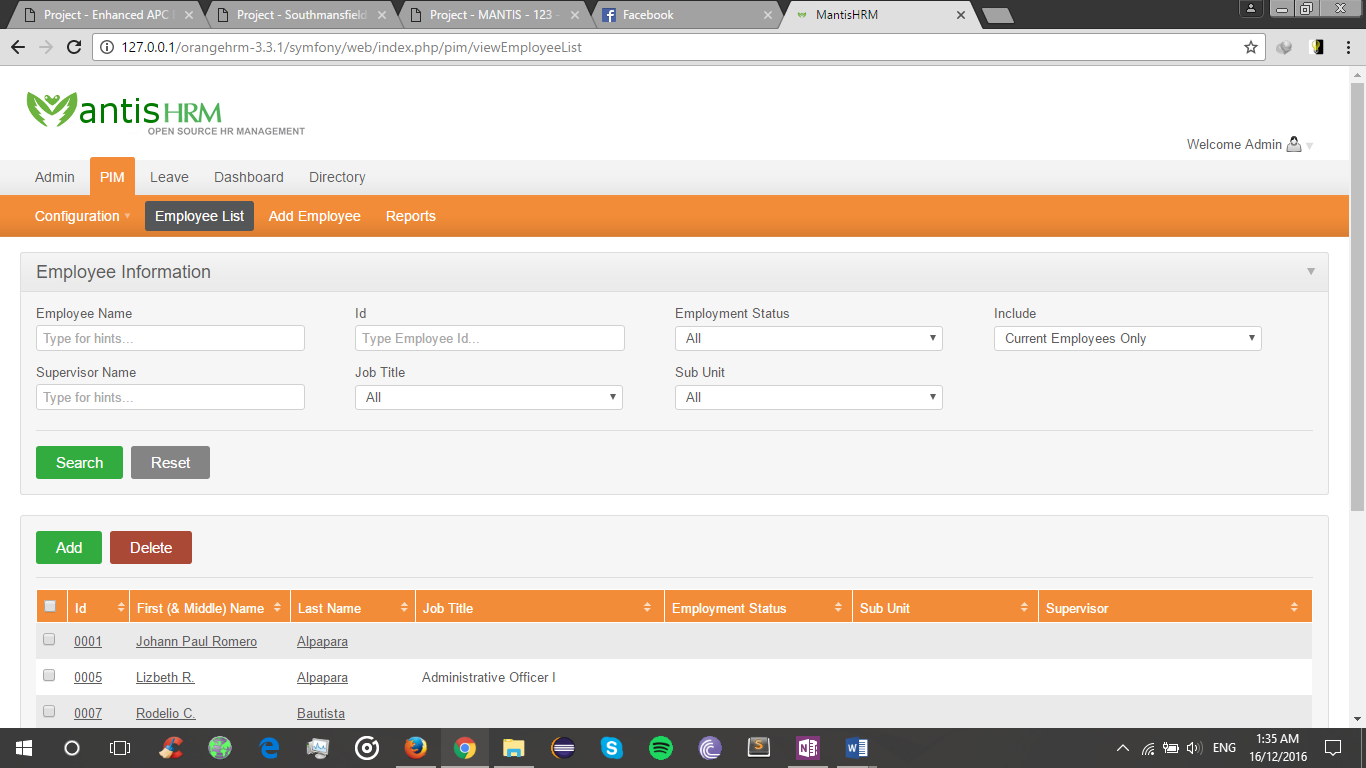 Project - Enhanced APC
Project - Southmansfield
Project - MANTIS - 123 -
Facebook
MantisHRM
127.0.0.1/orangehrm-3.3.1/symfony/web/index.php/pim/viewEmployeeList
antis HRM
OPEN SOURCE HR MANAGEMENT
Welcome Admin
Admin PIM Leave Dashboard Directory
Configuration Employee List Add Employee Reports
Employee Information
Employee Name Id Employment Status Include
Type for hints... Type Employee Id... All Current Employees Only
Supervisor Name Job Title Sub Unit
Type for hints... All All
Search Reset
Add Delete
Id First (& Middle) Name Last Name Job Title Employment Status Sub Unit Supervisor
0001 Johann Paul Romero Alpapara
0005 Lizbeth R. Alpapara Administrative Officer I
0007 Rodelio C. Bautista
ENG
1:35 AM
16/12/2016